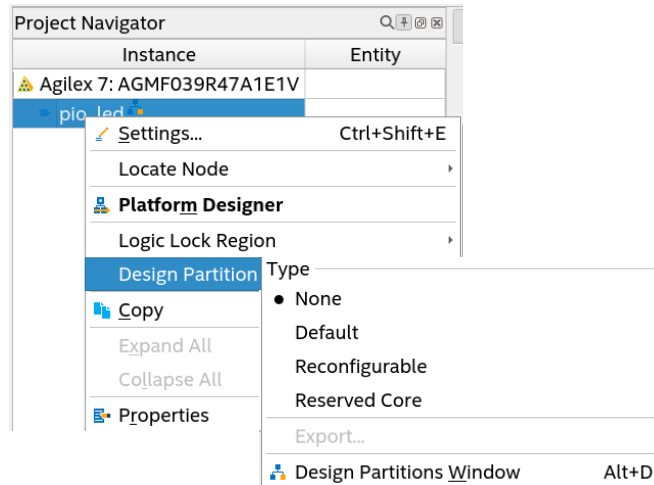 Project Navigator
Instance Entity
Agilex 7: AGMF039R47A1E1V
pio_led
Settings... Ctrl+Shift+E
Locate Node
Platform Designer
Logic Lock Region
Design Partition
Type
None
Copy
Default
Expand All
Reconfigurable
Collapse All
Reserved Core
Properties
Export...
Design Partitions Window Alt+D